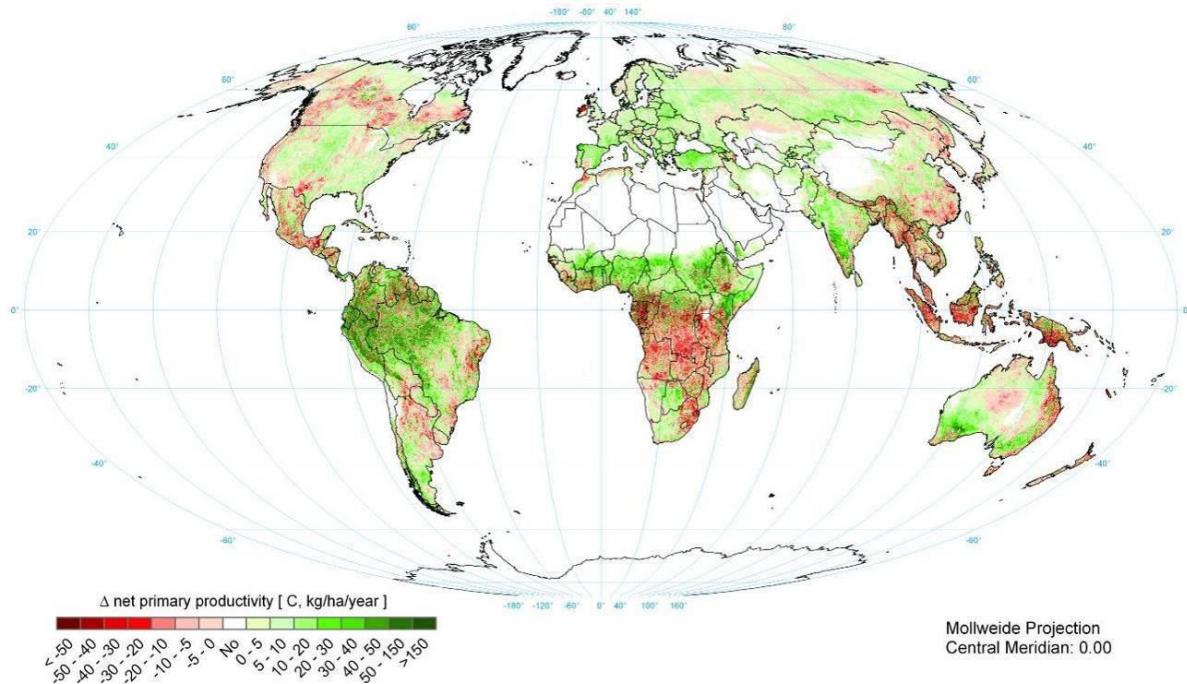 -180° -60° 40° 140°
80° 80°
60° 60°
40° 40°
20° 20°
0° 0
-20° -20°
-40° -40°
-60° -60°
-180° -120° -60° 0° 40° 100° 160°
Δ net primary productivity [ C, kg/ha/year ]
< -50
-50 - -40
-40 - -30
-30 - -20
-20 - -10
-10 - -5
-5 - 0
No
0 - 5
5 - 10
10 - 20
20 - 30
30 - 40
40 - 50
50 - 150
>150
Mollweide Projection
Central Meridian: 0.00